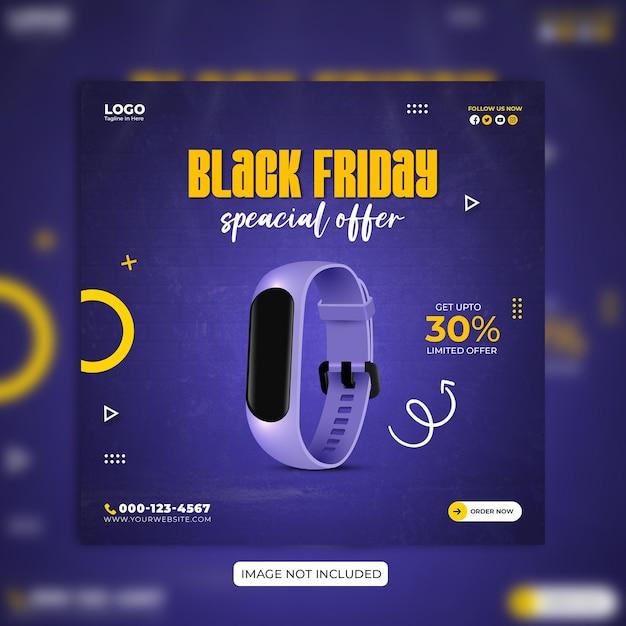 LOGO
Tagline In Here
FOLLOW US NOW
BLACK FRIDAY
speacial offer
GET UPTO
30%
LIMITED OFFER
000-123-4567
WWW.YOURWEBSITE.COM
ORDER NOW
IMAGE NOT INCLUDED